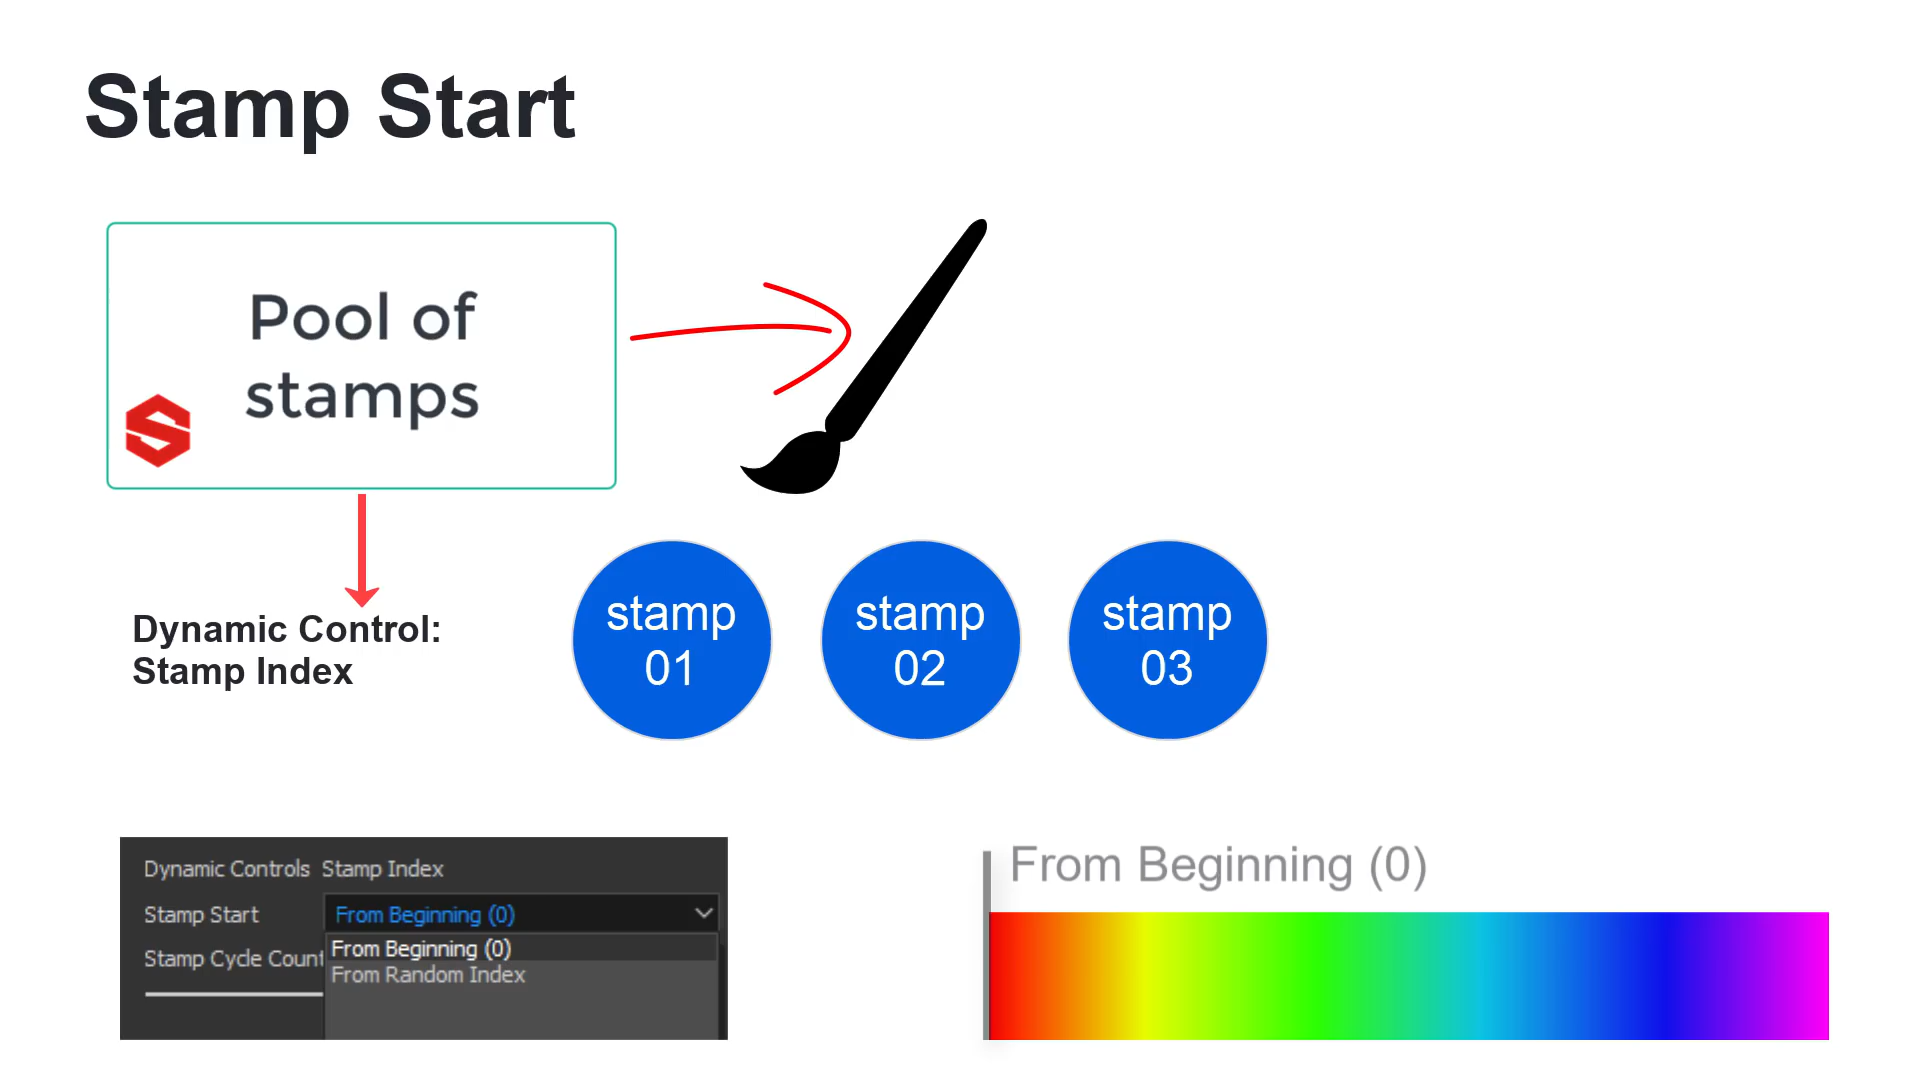 Stamp Start
Pool of
stamps
Dynamic Control:
Stamp Index
stamp
01
stamp
02
stamp
03
Dynamic Controls Stamp Index
Stamp Start From Beginning (0)
From Beginning (0)
Stamp Cycle Count
From Random Index
From Beginning (0)